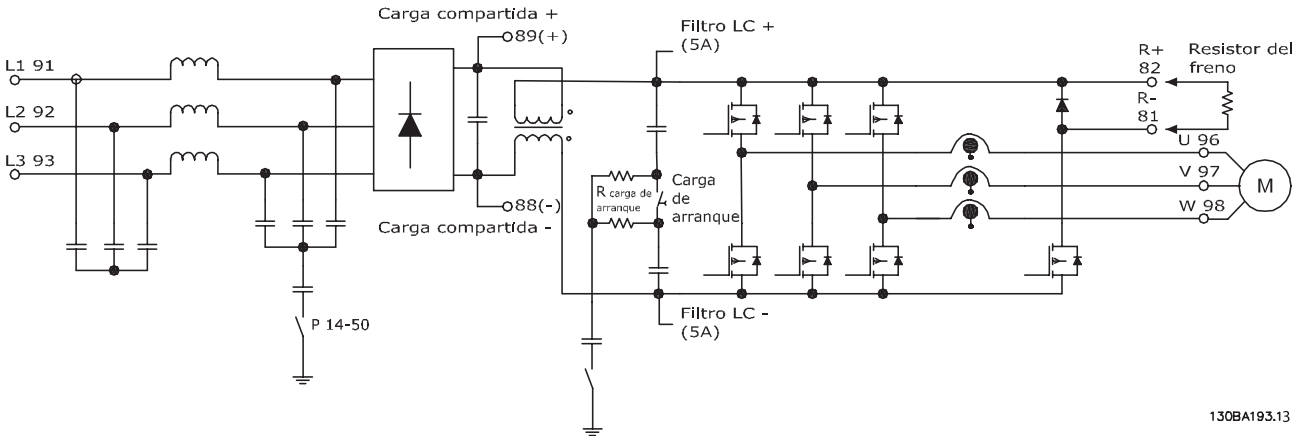 Carga compartida +
89(+)
Filtro LC +
(5A)
R+
82
Resistor del
freno
L1 91
L2 92
L3 93
R-
81
U 96
V 97
W 98
M
R carga de
arranque
Carga
de
arranque
88(-)
Carga compartida -
Filtro LC -
(5A)
P 14-50
130BA193.13